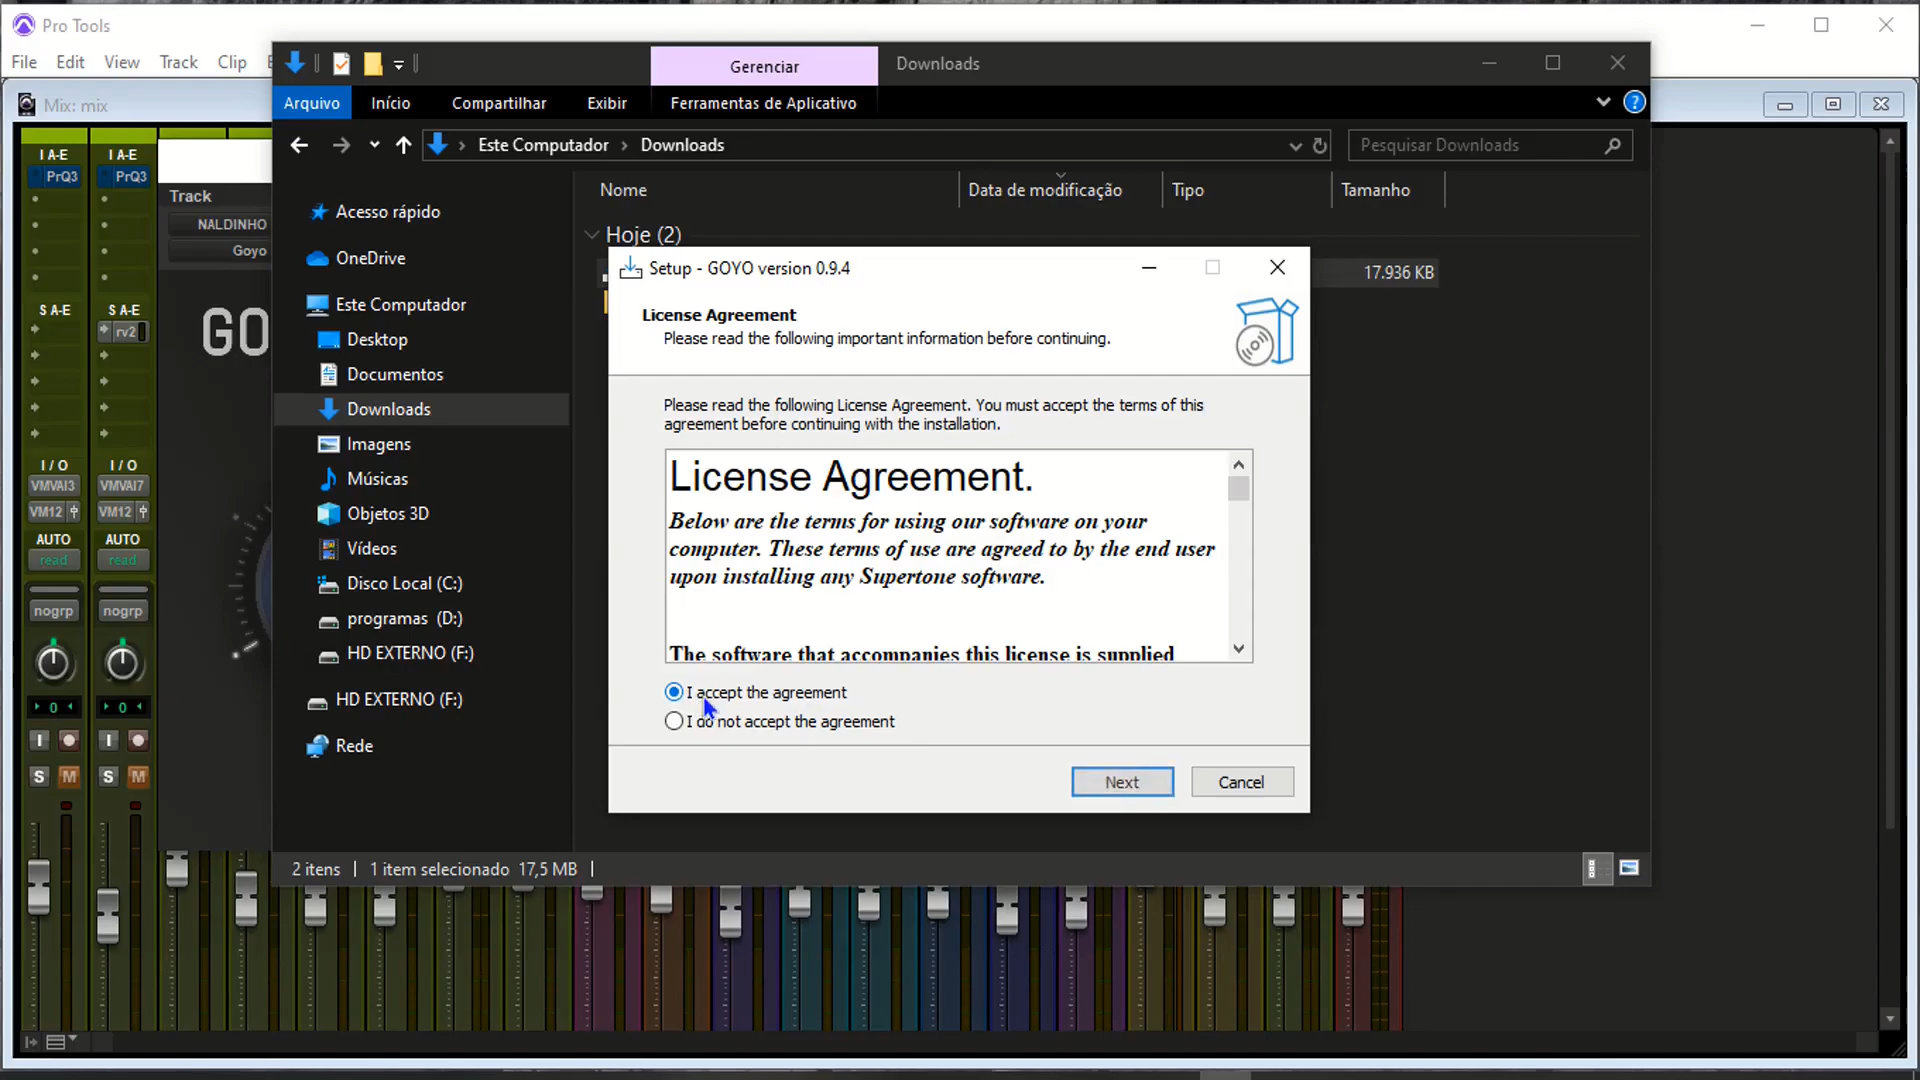 Pro Tools
File Edit View Track Clip
Gerenciar
Downloads
Arquivo Início Compartilhar Exibir Ferramentas de Aplicativo
Mix: mix
Este Computador Downloads
Pesquisar Downloads
I A-E I A-E
PrQ3 PrQ3
Track
NALDINHO
Goyo
GO
S A-E S A-E
rv2
I / O I / O
VMVAI3 VMVAI7
VM12 VM12
AUTO AUTO
read read
nogrp nogrp
0 0
I I
S M S M
Acesso rápido
OneDrive
Este Computador
Desktop
Documentos
Downloads
Imagens
Músicas
Objetos 3D
Vídeos
Disco Local (C:)
programas (D:)
HD EXTERNO (F:)
HD EXTERNO (F:)
Rede
Nome Data de modificação Tipo Tamanho
Hoje (2)
17.936 KB
Setup - GOYO version 0.9.4
License Agreement
Please read the following important information before continuing.
Please read the following License Agreement. You must accept the terms of this
agreement before continuing with the installation.
License Agreement.
Below are the terms for using our software on your
computer. These terms of use are agreed to by the end user
upon installing any Supertone software.
The software that accompanies this license is supplied
I accept the agreement
I do not accept the agreement
Next Cancel
2 itens 1 item selecionado 17,5 MB